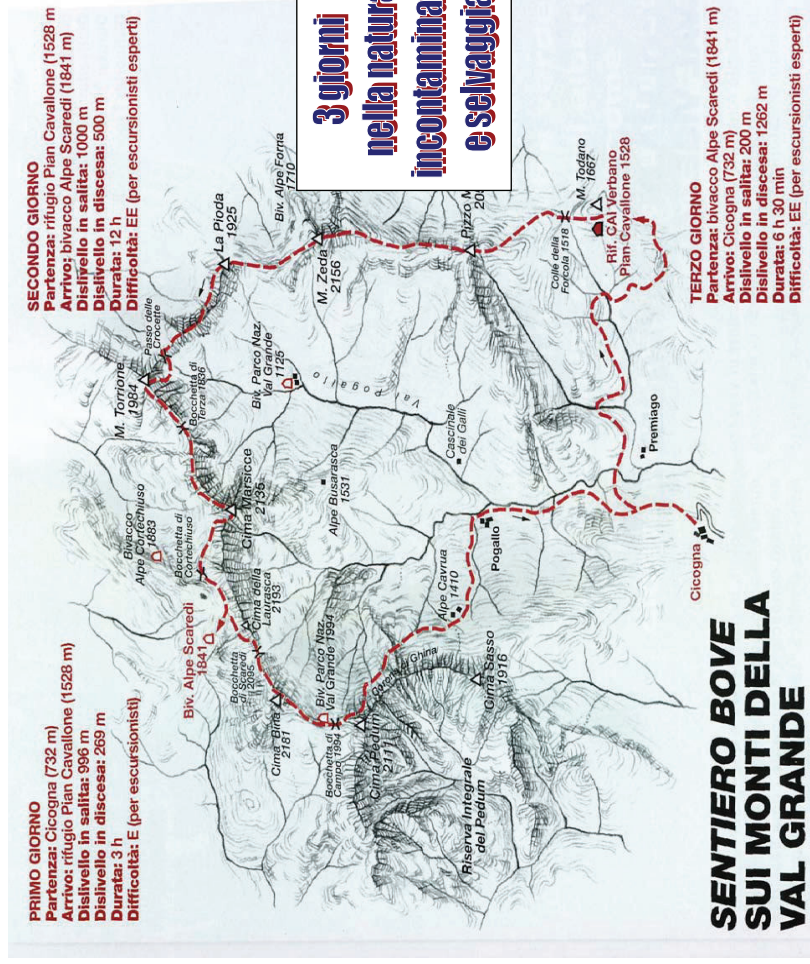 PRIMO GIORNO
Partenza: Cicogna (732 m)
Arrivo: rifugio Pian Cavallone (1528 m)
Dislivello in salita: 996 m
Dislivello in discesa: 269 m
Durata: 3 h
Difficoltà: E (per escursionisti)
SECONDO GIORNO
Partenza: rifugio Pian Cavallone (1528 m
Arrivo: bivacco Alpe Scaredi (1841 m)
Dislivello in salita: 1000 m
Dislivello in discesa: 500 m
Durata: 12 h
Difficoltà: EE (per escursionisti esperti)
3 giorni
nella natura
incontamina
e selvaggia
M. Torrione
1984
Passo delle
Crocette
La Pioda
1925
Biv. Alpe Forna
1710
Bivacco
Alpe Cortechiuso
1883
Bocchetta di
Cortechiuso
Bocchetta di
Terza 1836
Biv. Alpe Scaredi
1841
Cima Marsicce
2135
Biv. Parco Naz.
Val Grande
1125
M. Zeda
2156
Bocchetta
di Scaredi
2095
Cima della
Laurasca
2193
Alpe Busarasca
1531
Val Pogallo
Cima Binà
2181
Biv. Parco Naz.
Val Grande 1994
Bocchetta di
Campo 1994
Cascinale
dei Galli
Pizzo M
Cima Pedum
2111
Ghina
Alpe Cavrua
1410
Pogallo
Colle della
Forcola 1518
M. Todano
1667
Riserva Integrale
del Pedum
Cima Sasso
1916
Rif. CAI Verbano
Pian Cavallone 1528
Premiago
Cicogna
SENTIERO BOVE
SUI MONTI DELLA
VAL GRANDE
TERZO GIORNO
Partenza: bivacco Alpe Scaredi (1841 m)
Arrivo: Cicogna (732 m)
Dislivello in salita: 200 m
Dislivello in discesa: 1262 m
Durata: 6 h 30 min
Difficoltà: EE (per escursionisti esperti)